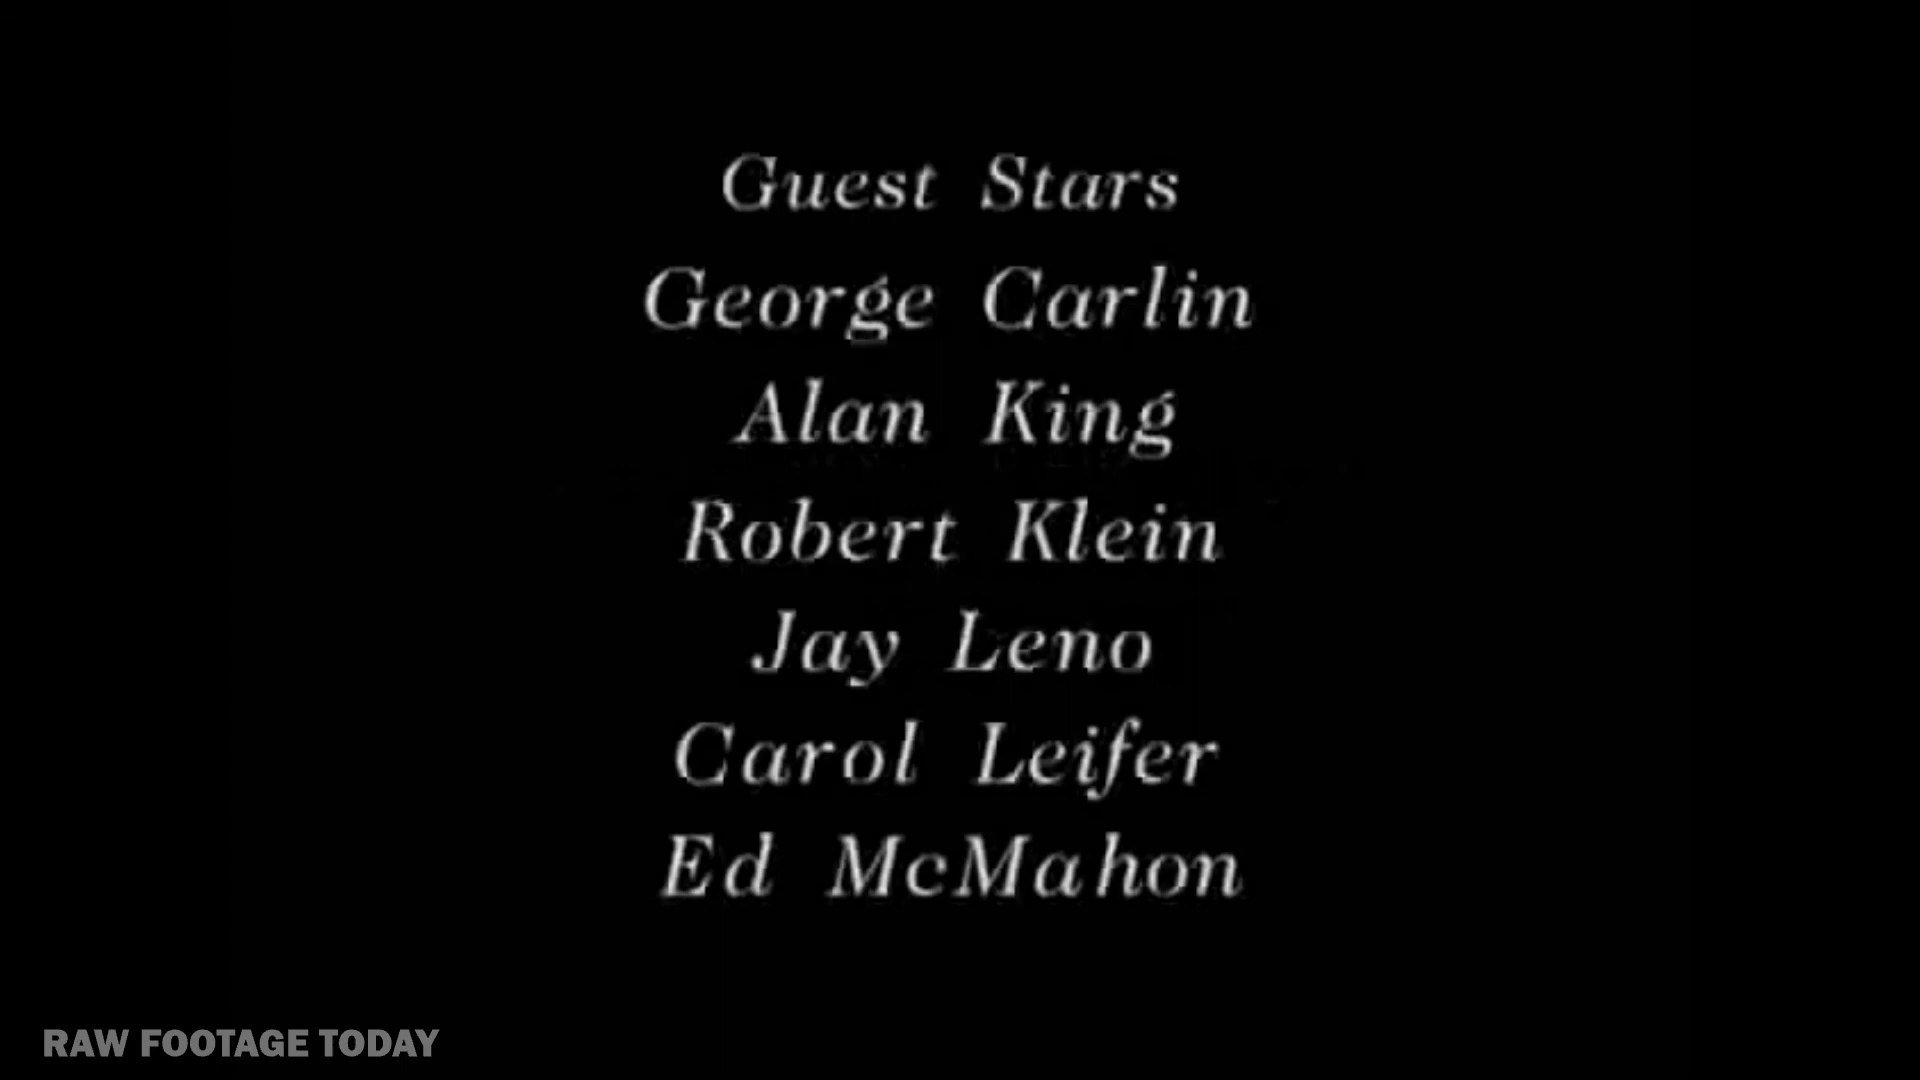 Guest Stars
George Carlin
Alan King
Robert Klein
Jay Leno
Carol Leifer
Ed McMahon
RAW FOOTAGE TODAY